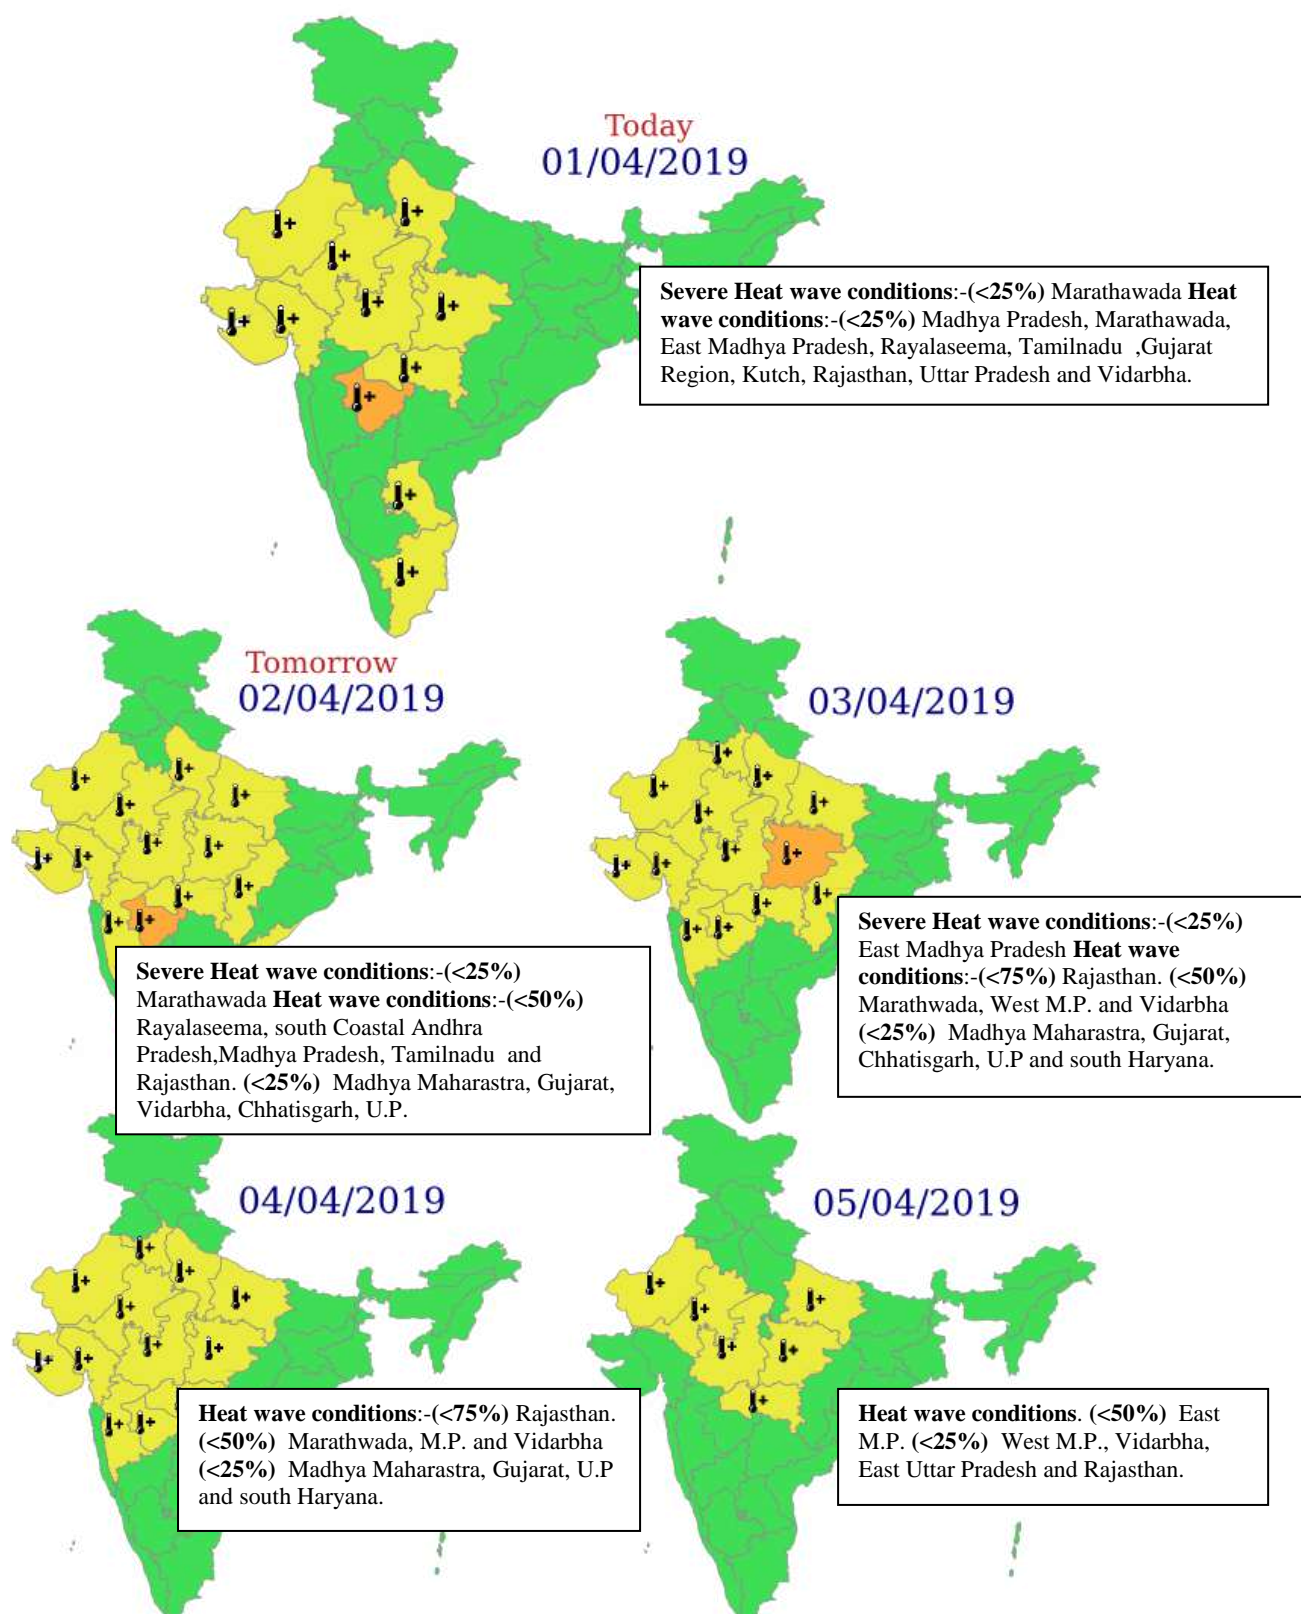 Today
01/04/2019
Severe Heat wave conditions:-(<25%) Marathawada Heat
wave conditions:-(<25%) Madhya Pradesh, Marathawada,
East Madhya Pradesh, Rayalaseema, Tamilnadu ,Gujarat
Region, Kutch, Rajasthan, Uttar Pradesh and Vidarbha.
Tomorrow
02/04/2019
Severe Heat wave conditions:-(<25%)
Marathawada Heat wave conditions:-(<50%)
Rayalaseema, south Coastal Andhra
Pradesh,Madhya Pradesh, Tamilnadu and
Rajasthan. (<25%) Madhya Maharastra, Gujarat,
Vidarbha, Chhatisgarh, U.P.
03/04/2019
Severe Heat wave conditions:-(<25%)
East Madhya Pradesh Heat wave
conditions:-(<75%) Rajasthan. (<50%)
Marathwada, West M.P. and Vidarbha
(<25%) Madhya Maharastra, Gujarat,
Chhatisgarh, U.P and south Haryana.
04/04/2019
Heat wave conditions:-(<75%) Rajasthan.
(<50%) Marathwada, M.P. and Vidarbha
(<25%) Madhya Maharastra, Gujarat, U.P
and south Haryana.
05/04/2019
Heat wave conditions. (<50%) East
M.P. (<25%) West M.P., Vidarbha,
East Uttar Pradesh and Rajasthan.